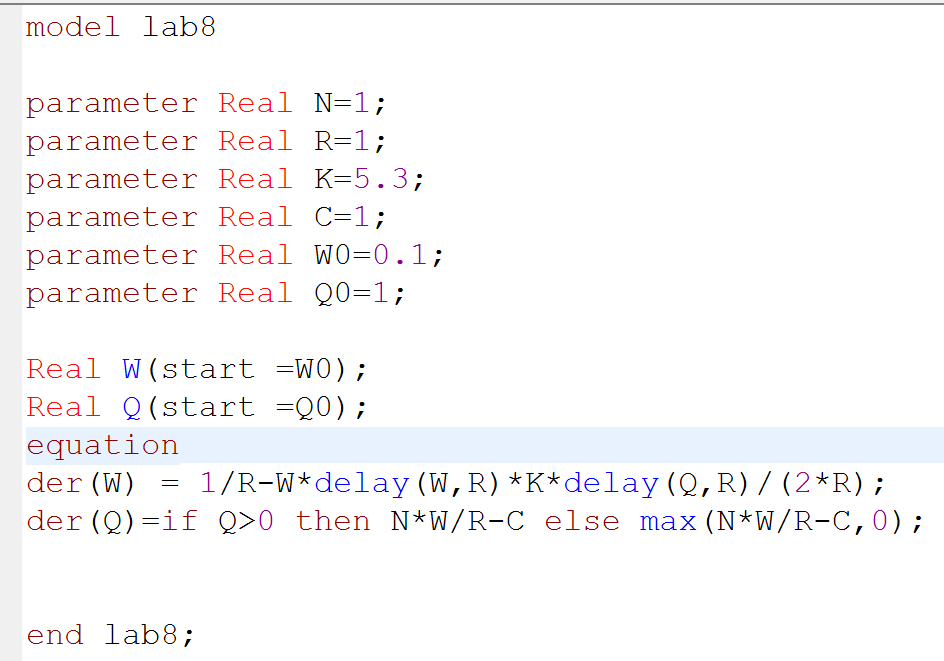 model lab8
parameter Real N=1;
parameter Real R=1;
parameter Real K=5.3;
parameter Real C=1;
parameter Real W0=0.1;
parameter Real Q0=1;
Real W(start =W0);
Real Q(start =Q0);
equation
der(W) = 1/R-W*delay(W,R)*K*delay(Q,R)/(2*R);
der(Q)=if Q>0 then N*W/R-C else max(N*W/R-C,0);
end lab8;